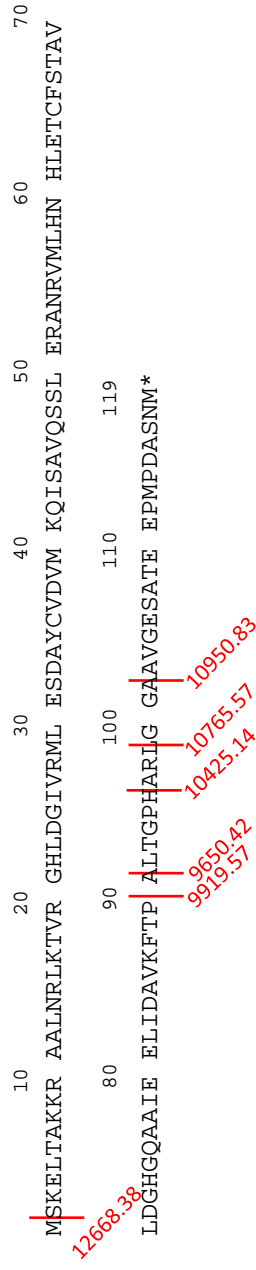 10 20 30 40 50 60 70
MSKELTAKKR AALNRLKTVR GHLDGIVRML ESDAYCVDVM KQISAVQSSL ERANRVMLHN HLETCFSTAV
12668.38
80 90 100 110 119
LDGHGQAAIE ELIDAVKFTP ALTGPHARLG GAAVGESATE EPMPDASNM*
9919.57 9650.42 10425.14 10765.57 10950.83